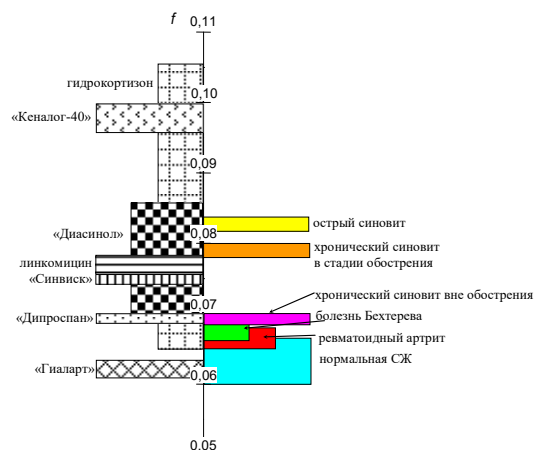 f
0,11
гидрокортизон
0,10
«Кеналог-40»
0,09
острый синовит
«Диасинол»
0,08
хронический синовит
в стадии обострения
линкомицин
«Синвиск»
хронический синовит вне обострения
0,07
«Дипроспан»
болезнь Бехтерева
ревматоидный артрит
нормальная СЖ
«Гиаларт»
0,06
0,05